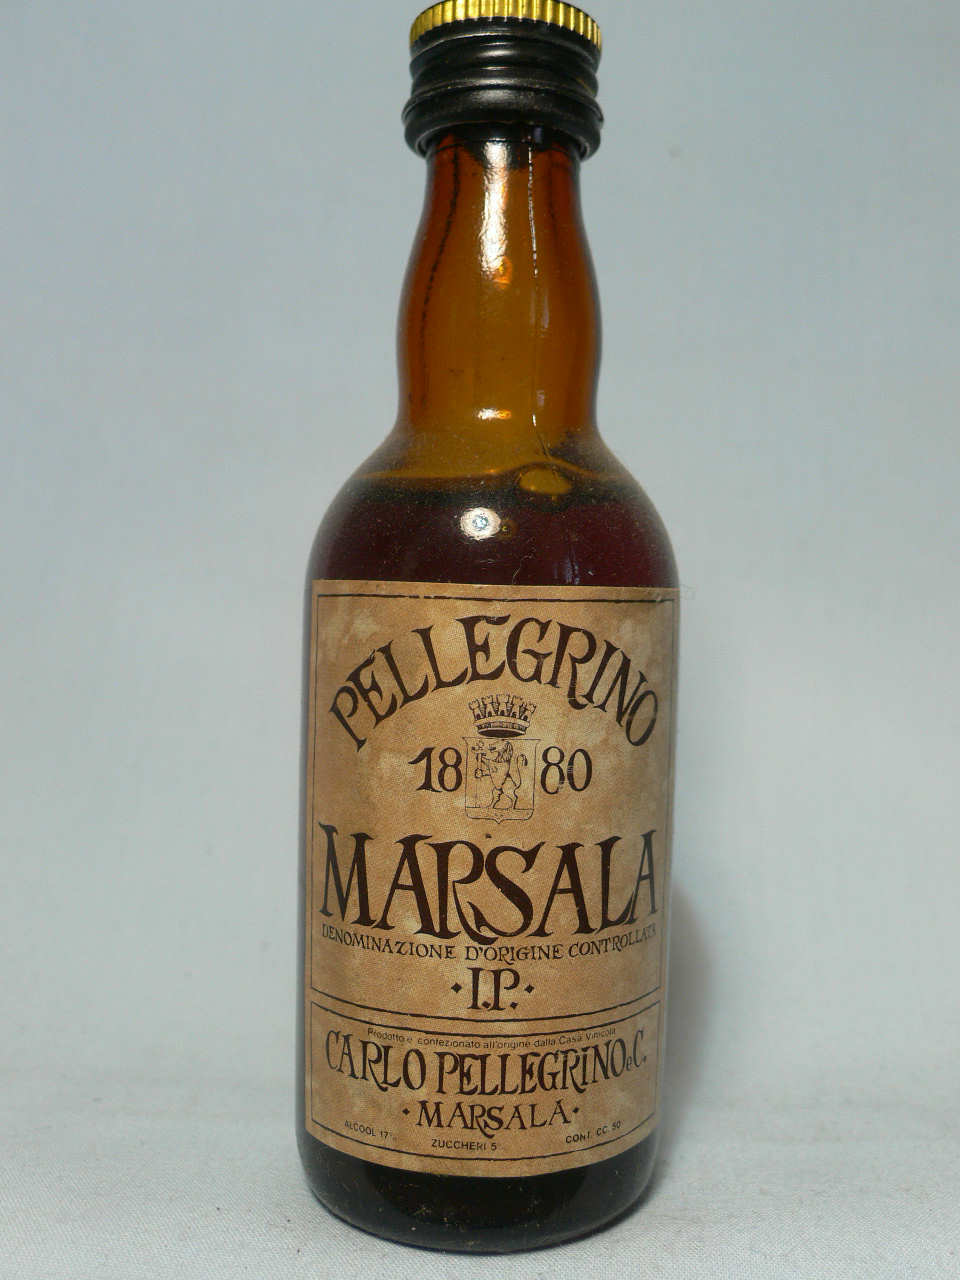 PELLEGRINO
1880
MARSALA
DENOMINAZIONE D'ORIGINE CONTROLLATA
·I.P.·
Prodotto e confezionato all'origine dalla Casa Vinicola
CARLO PELLEGRINO e C.
·MARSALA·
ALCOOL 17% ZUCCHERI 5 CONT. CC. 50